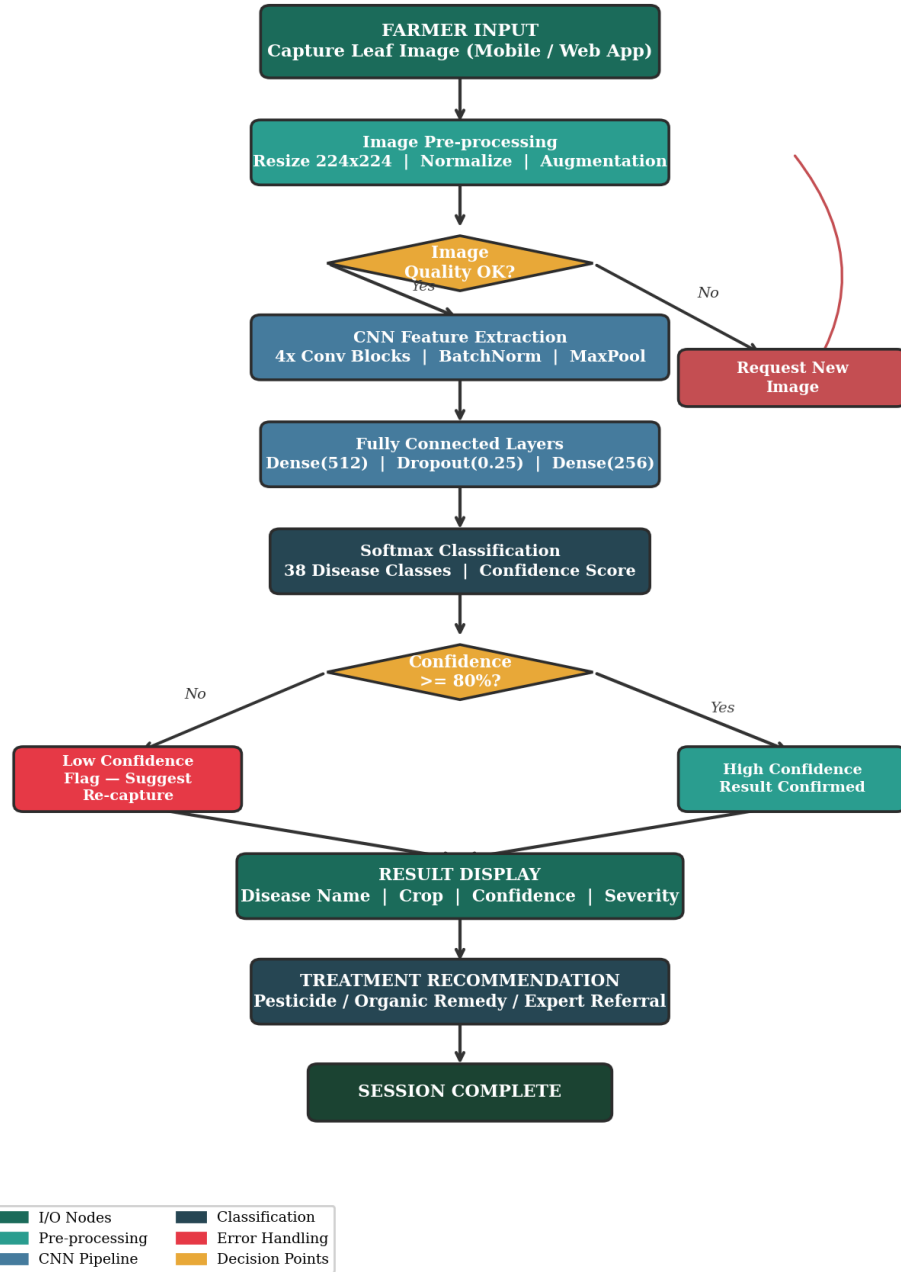 FARMER INPUT
Capture Leaf Image (Mobile / Web App)
Image Pre-processing
Resize 224x224 | Normalize | Augmentation
Image
Quality OK?
Yes
No
CNN Feature Extraction
4x Conv Blocks | BatchNorm | MaxPool
Request New
Image
Fully Connected Layers
Dense(512) | Dropout(0.25) | Dense(256)
Softmax Classification
38 Disease Classes | Confidence Score
Confidence
>= 80%?
No
Yes
Low Confidence
Flag — Suggest
Re-capture
High Confidence
Result Confirmed
RESULT DISPLAY
Disease Name | Crop | Confidence | Severity
TREATMENT RECOMMENDATION
Pesticide / Organic Remedy / Expert Referral
SESSION COMPLETE
I/O Nodes
Pre-processing
CNN Pipeline
Classification
Error Handling
Decision Points